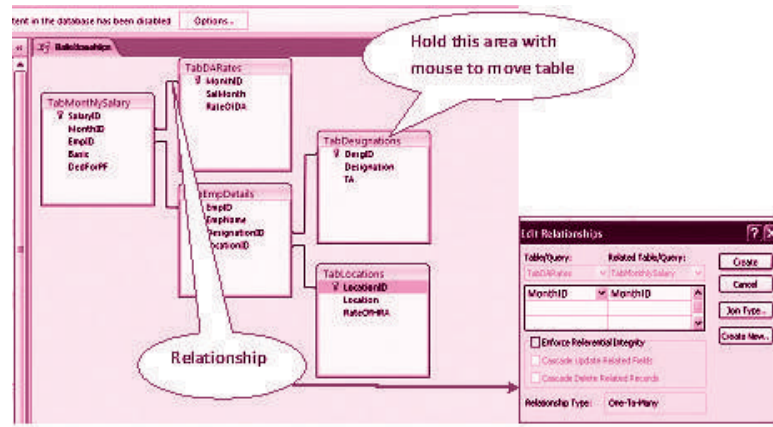 tent in the database has been disabled Options...
Relationships
Hold this area with
mouse to move table
TabDARates
MonthID
SalMonth
RateOfDA
TabMonthlySalary
SalaryID
MonthID
EmpID
Basic
DedForPF
TabDesignations
DesgID
Designation
TA
TabEmpDetails
EmpID
EmpName
DesignationID
LocationID
TabLocations
LocationID
Location
RateOfHRA
Relationship
Edit Relationships
Table/Query: Related Table/Query:
TabDARates TabMonthlySalary
MonthID MonthID
Create
Cancel
Join Type..
Create New..
Enforce Referential Integrity
Cascade Update Related Fields
Cascade Delete Related Records
Relationship Type: One-To-Many